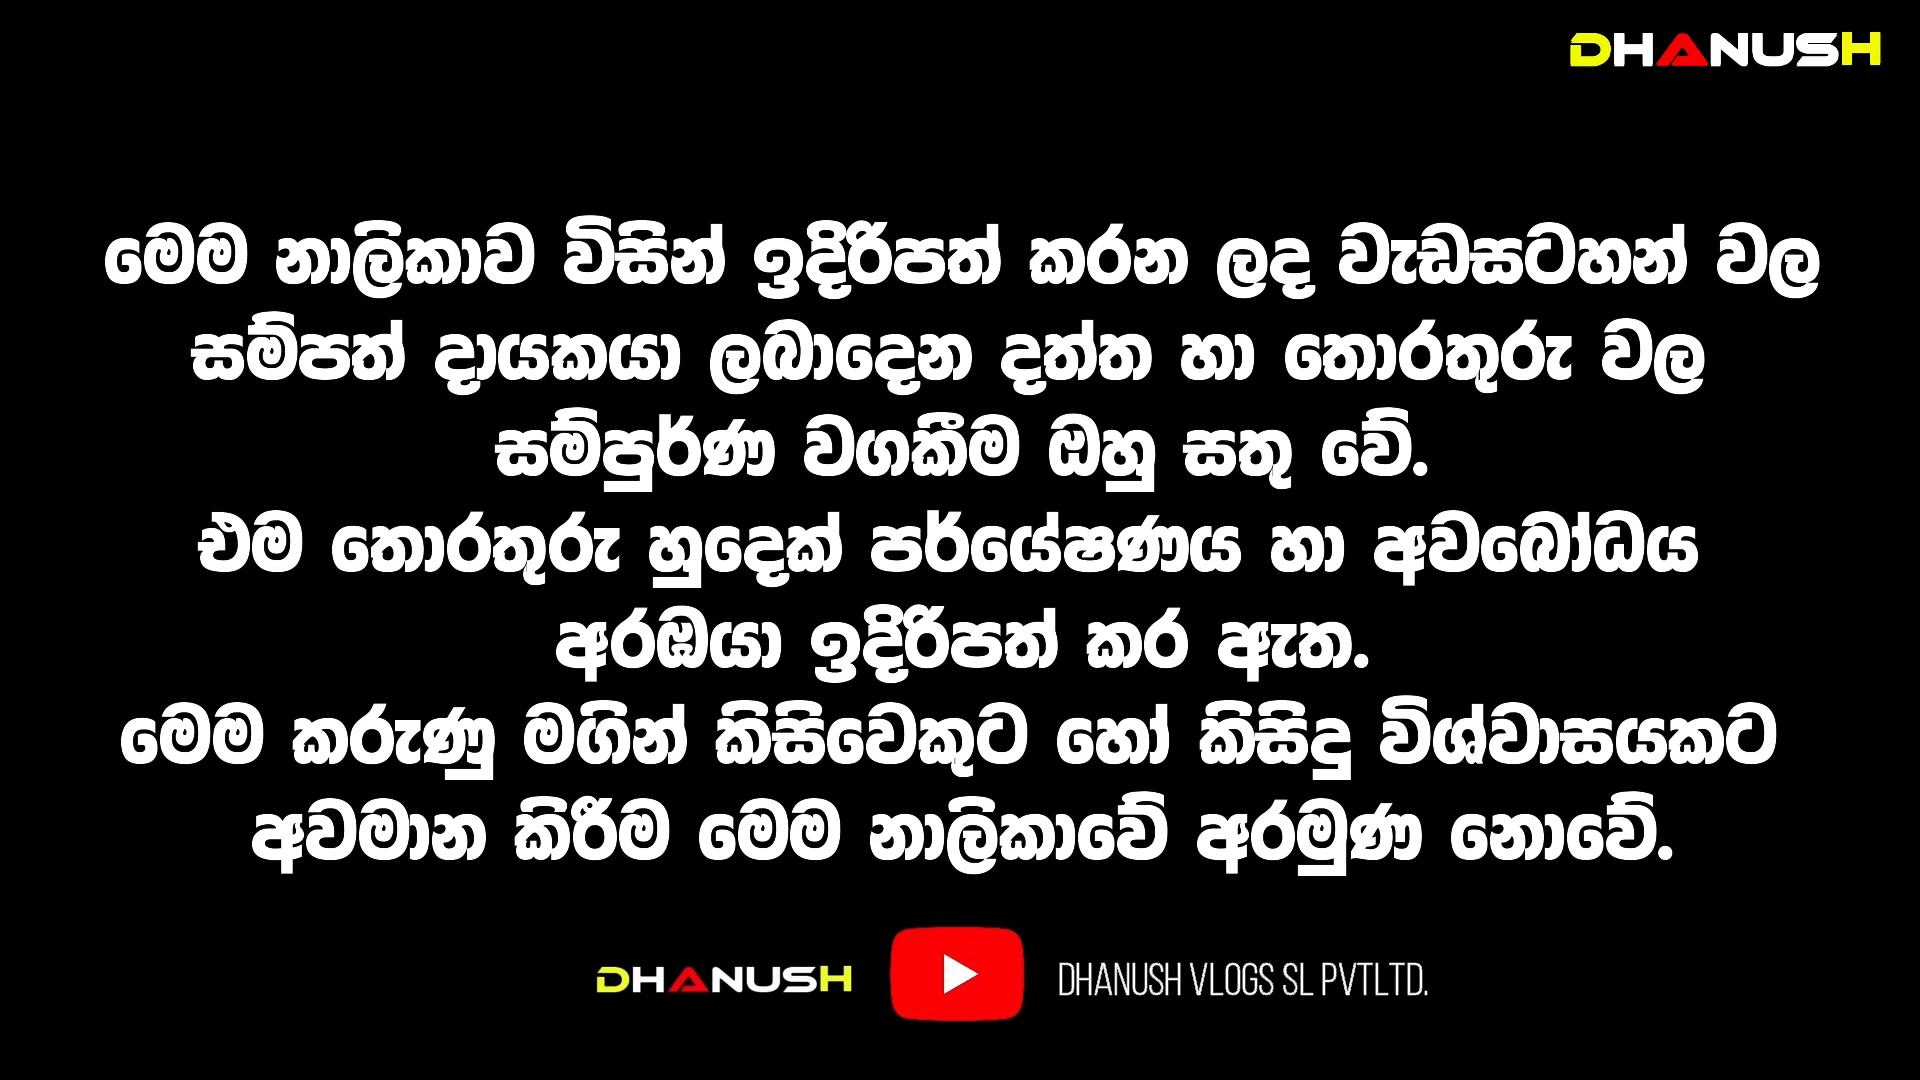 DHANUSH
මෙම නාලිකාව විසින් ඉදිරිපත් කරන ලද වැඩසටහන් වල
සම්පත් දායකයා ලබාදෙන දත්ත හා තොරතුරු වල
සම්පුර්ණ වගකීම ඔහු සතු වේ.
එම තොරතුරු හුදෙක් පර්යේෂණය හා අවබෝධය
අරඹයා ඉදිරිපත් කර ඇත.
මෙම කරුණු මගින් කිසිවෙකුට හෝ කිසිදු විශ්වාසයකට
අවමාන කිරීම මෙම නාලිකාවේ අරමුණ නොවේ.
DHANUSH DHANUSH VLOGS SL PVTLTD.